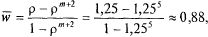 w̅ = (ρ − ρ^{m+2}) / (1 − ρ^{m+2}) = (1,25 − 1,25^5) / (1 − 1,25^5) ≈ 0,88,